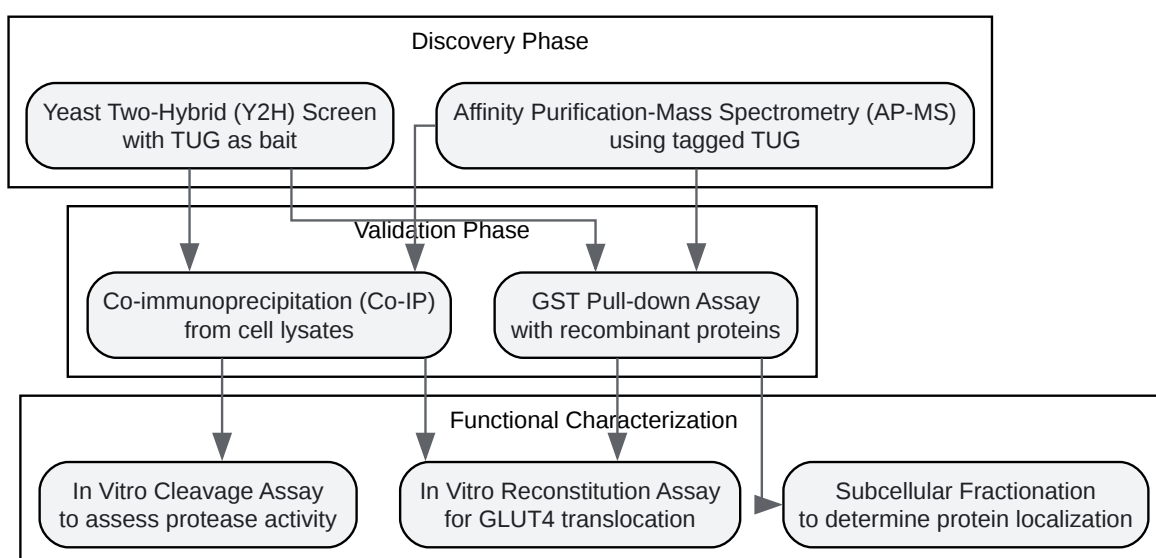 Discovery Phase
Yeast Two-Hybrid (Y2H) Screen
with TUG as bait
Affinity Purification-Mass Spectrometry (AP-MS)
using tagged TUG
Validation Phase
Co-immunoprecipitation (Co-IP)
from cell lysates
GST Pull-down Assay
with recombinant proteins
Functional Characterization
In Vitro Cleavage Assay
to assess protease activity
In Vitro Reconstitution Assay
for GLUT4 translocation
Subcellular Fractionation
to determine protein localization